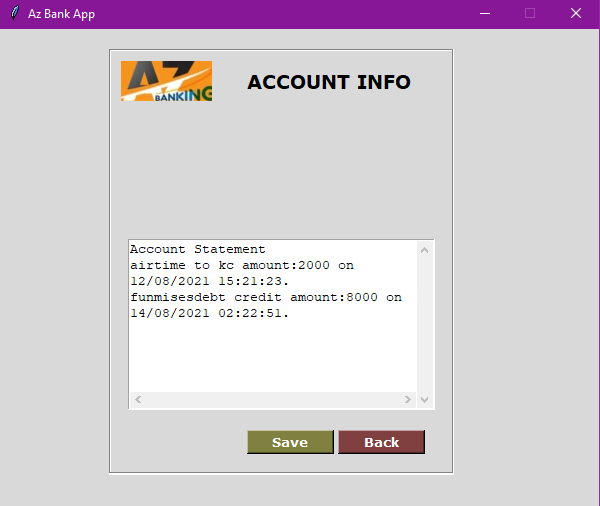 Az Bank App
AZ
BANKING
ACCOUNT INFO
Account Statement
airtime to kc amount:2000 on
12/08/2021 15:21:23.
funmisesdebt credit amount:8000 on
14/08/2021 02:22:51.
Save
Back